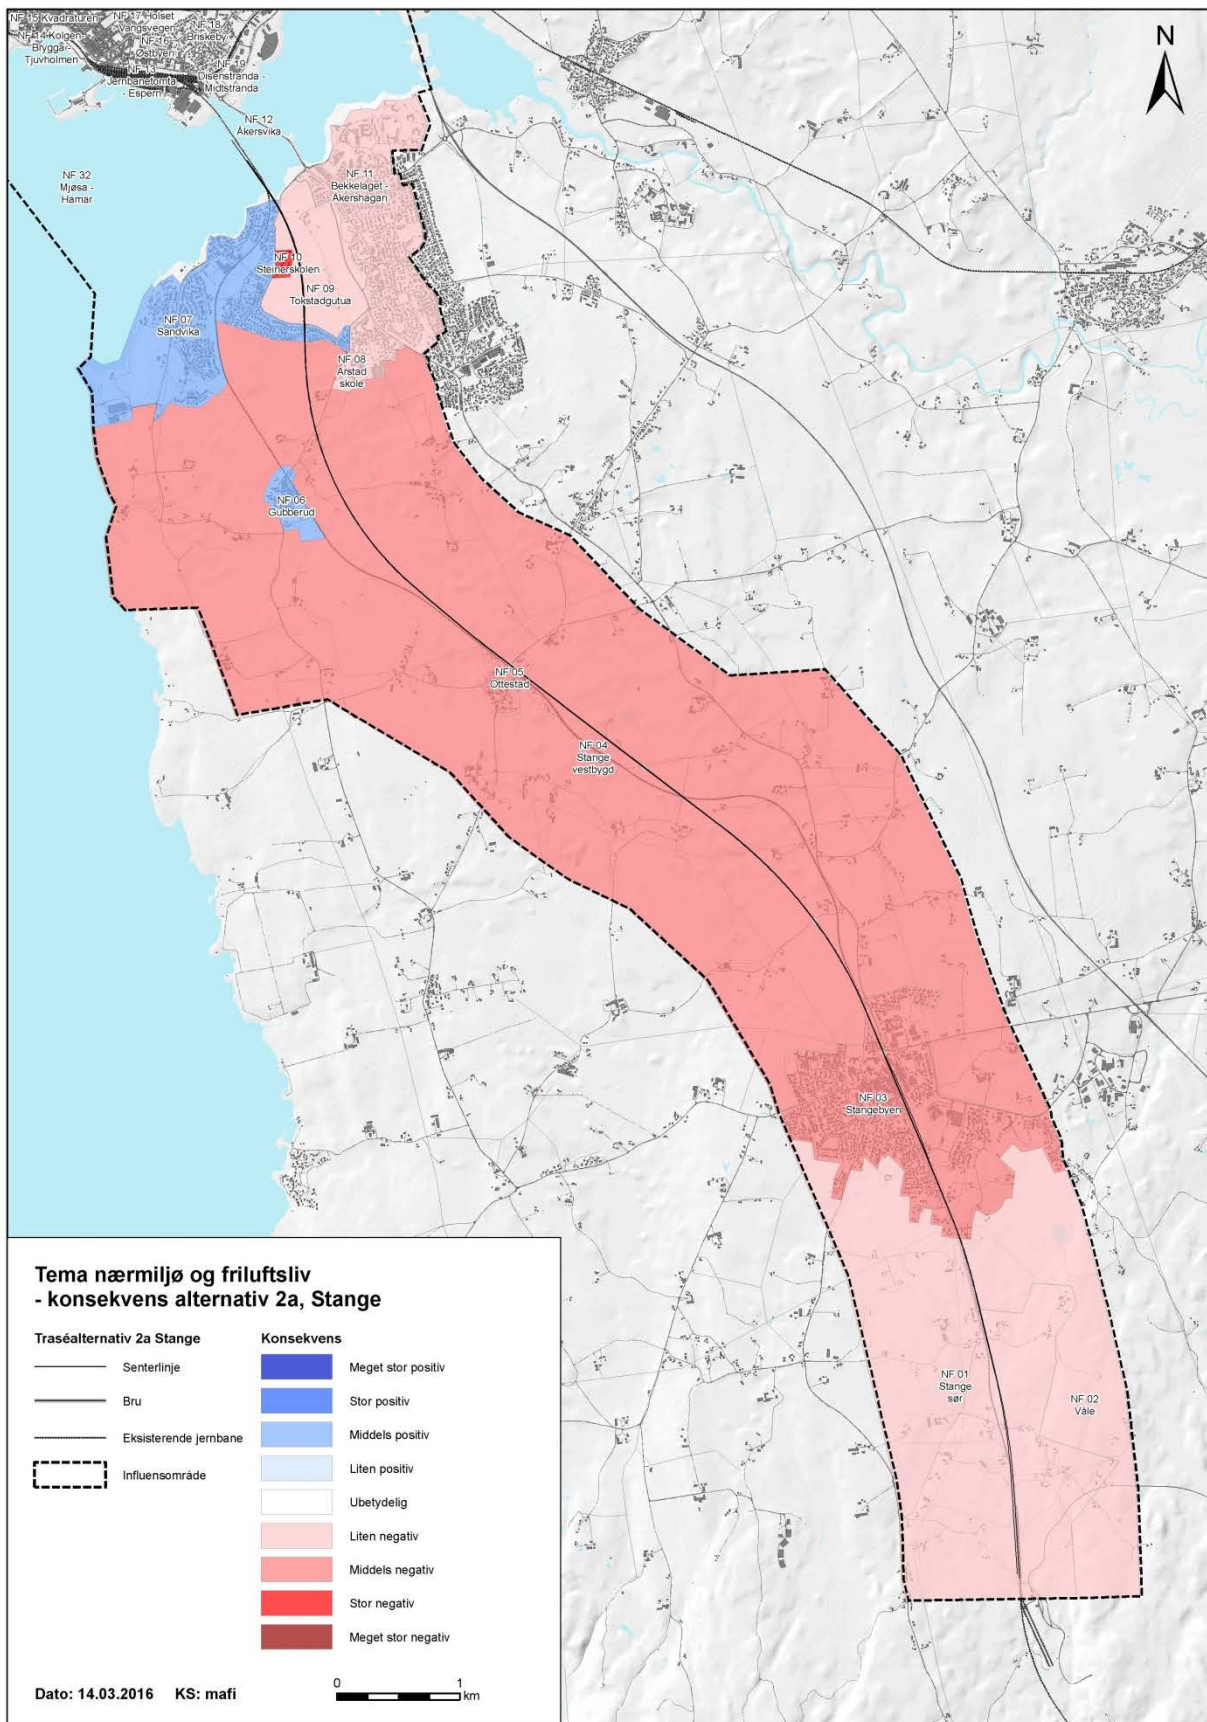 NF 15 Kvadraturen
NF 17 Holset
Vangsvegen
NF 18
Briskeby
NF 14 Kolgen-
Bryggar-
Tjuvholmen
NF 16
Østbyen
NF 19
Disenstranda -
Midtstranda
Jernbanetomta
- Espern
NF 12
Åkersvika
N
NF 32
Mjøsa -
Hamar
NF 11
Bekkelaget -
Åkershagan
NF 10
Steinerskolen
NF 09
Tokstadgutua
NF 07
Sandvika
NF 08
Arstad
skole
NF 06
Gubberud
NF 05
Ottestad
NF 04
Stange
vestbygd
NF 03
Stangebyen
NF 01
Stange
sør
NF 02
Våle
Tema nærmiljø og friluftsliv
- konsekvens alternativ 2a, Stange
Traséalternativ 2a Stange
Senterlinje
Bru
Eksisterende jernbane
Influensområde
Konsekvens
Meget stor positiv
Stor positiv
Middels positiv
Liten positiv
Ubetydelig
Liten negativ
Middels negativ
Stor negativ
Meget stor negativ
Dato: 14.03.2016 KS: mafi
0 1
km